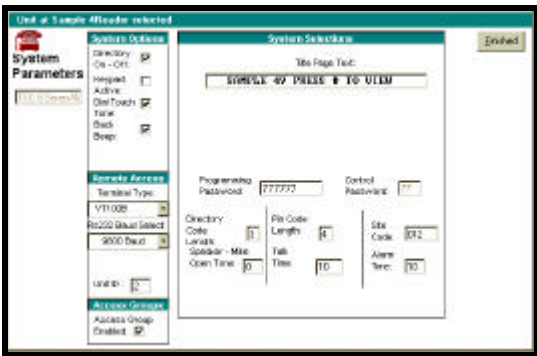 Unit at Sample 4Reader selected
System Parameters
System Options
Directory
On - Off:
Keypad
Active:
Dial Touch
Tone
Back
Beep:
Remote Access
Terminal Type:
VT100B
Rs232 Baud Select
9600 Baud
Unit ID: 2
Access Groups
Access Group
Enabled
System Selections
Title Page Text:
SAMPLE 4V PRESS # TO VIEW
Programming
Password: 777777
Control
Password: ??
Directory
Code
Length: 1
Pin Code
Length: 4
Site
Code: 012
Speaker - Mike
Open Tone: 0
Talk
Time 10
Alarm
Time: 10
Finished